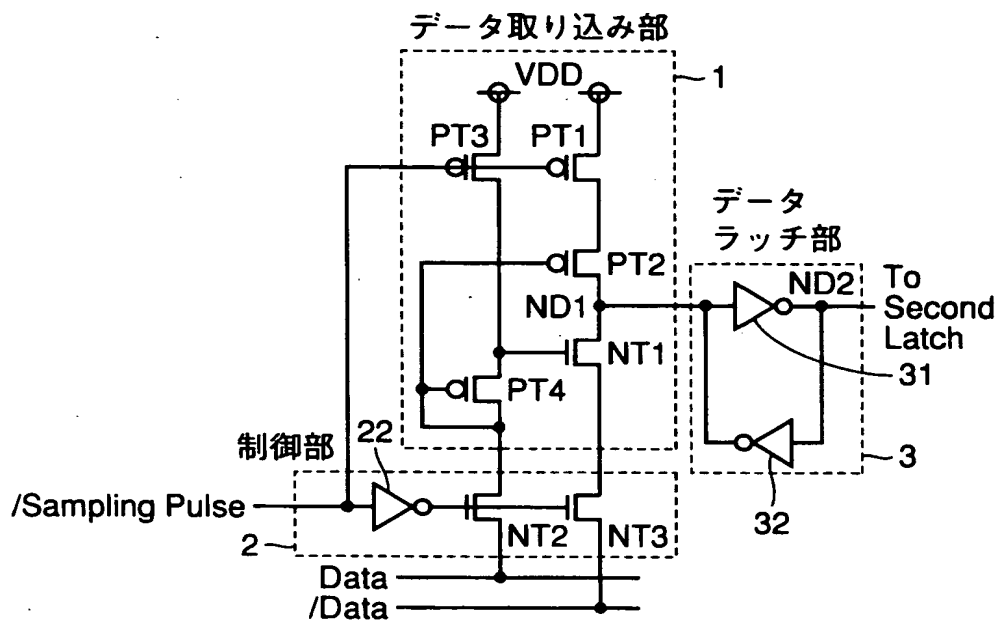 データ取り込み部
VDD
1
PT3
PT1
データ
ラッチ部
PT2
ND2
To
Second
Latch
ND1
NT1
31
PT4
制御部
22
3
/Sampling Pulse
32
2
NT2
NT3
Data
/Data